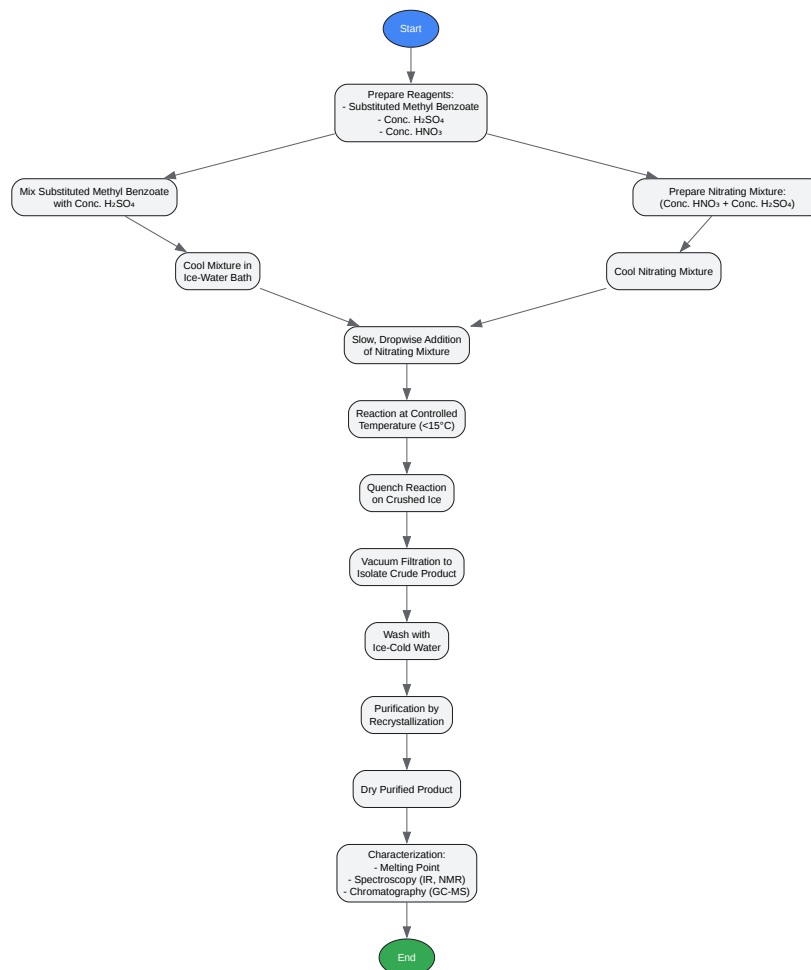 Start
Prepare Reagents:
- Substituted Methyl Benzoate
- Conc. H₂SO₄
- Conc. HNO₃
Mix Substituted Methyl Benzoate
with Conc. H₂SO₄
Prepare Nitrating Mixture:
(Conc. HNO₃ + Conc. H₂SO₄)
Cool Mixture in
Ice-Water Bath
Cool Nitrating Mixture
Slow, Dropwise Addition
of Nitrating Mixture
Reaction at Controlled
Temperature (<15°C)
Quench Reaction
on Crushed Ice
Vacuum Filtration to
Isolate Crude Product
Wash with
Ice-Cold Water
Purification by
Recrystallization
Dry Purified Product
Characterization:
- Melting Point
- Spectroscopy (IR, NMR)
- Chromatography (GC-MS)
End